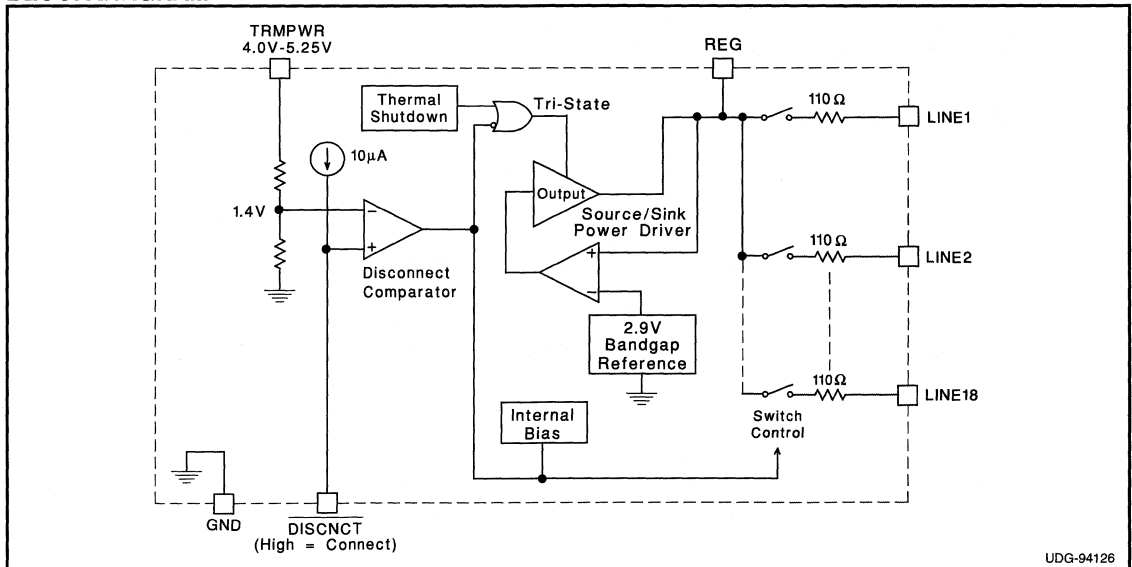 TRMPWR
4.0V-5.25V
REG
Thermal
Shutdown
Tri-State
110Ω
LINE1
10µA
Output
1.4V
−
+
Source/Sink
Power Driver
Disconnect
Comparator
+
−
110Ω
LINE2
2.9V
Bandgap
Reference
110Ω
LINE18
Internal
Bias
Switch
Control
GND
DISCNCT
(High = Connect)
UDG-94126